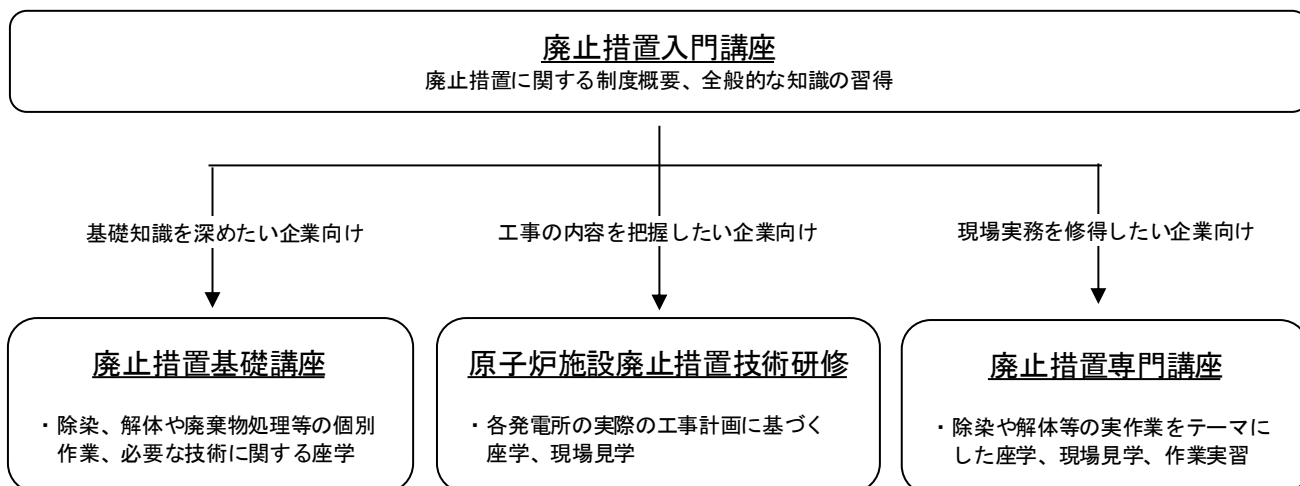 廃止措置入門講座
廃止措置に関する制度概要、全般的な知識の習得
基礎知識を深めたい企業向け
工事の内容を把握したい企業向け
現場実務を修得したい企業向け
廃止措置基礎講座
・除染、解体や廃棄物処理等の個別
作業、必要な技術に関する座学
原子炉施設廃止措置技術研修
・各発電所の実際の工事計画に基づく
座学、現場見学
廃止措置専門講座
・除染や解体等の実作業をテーマに
した座学、現場見学、作業実習